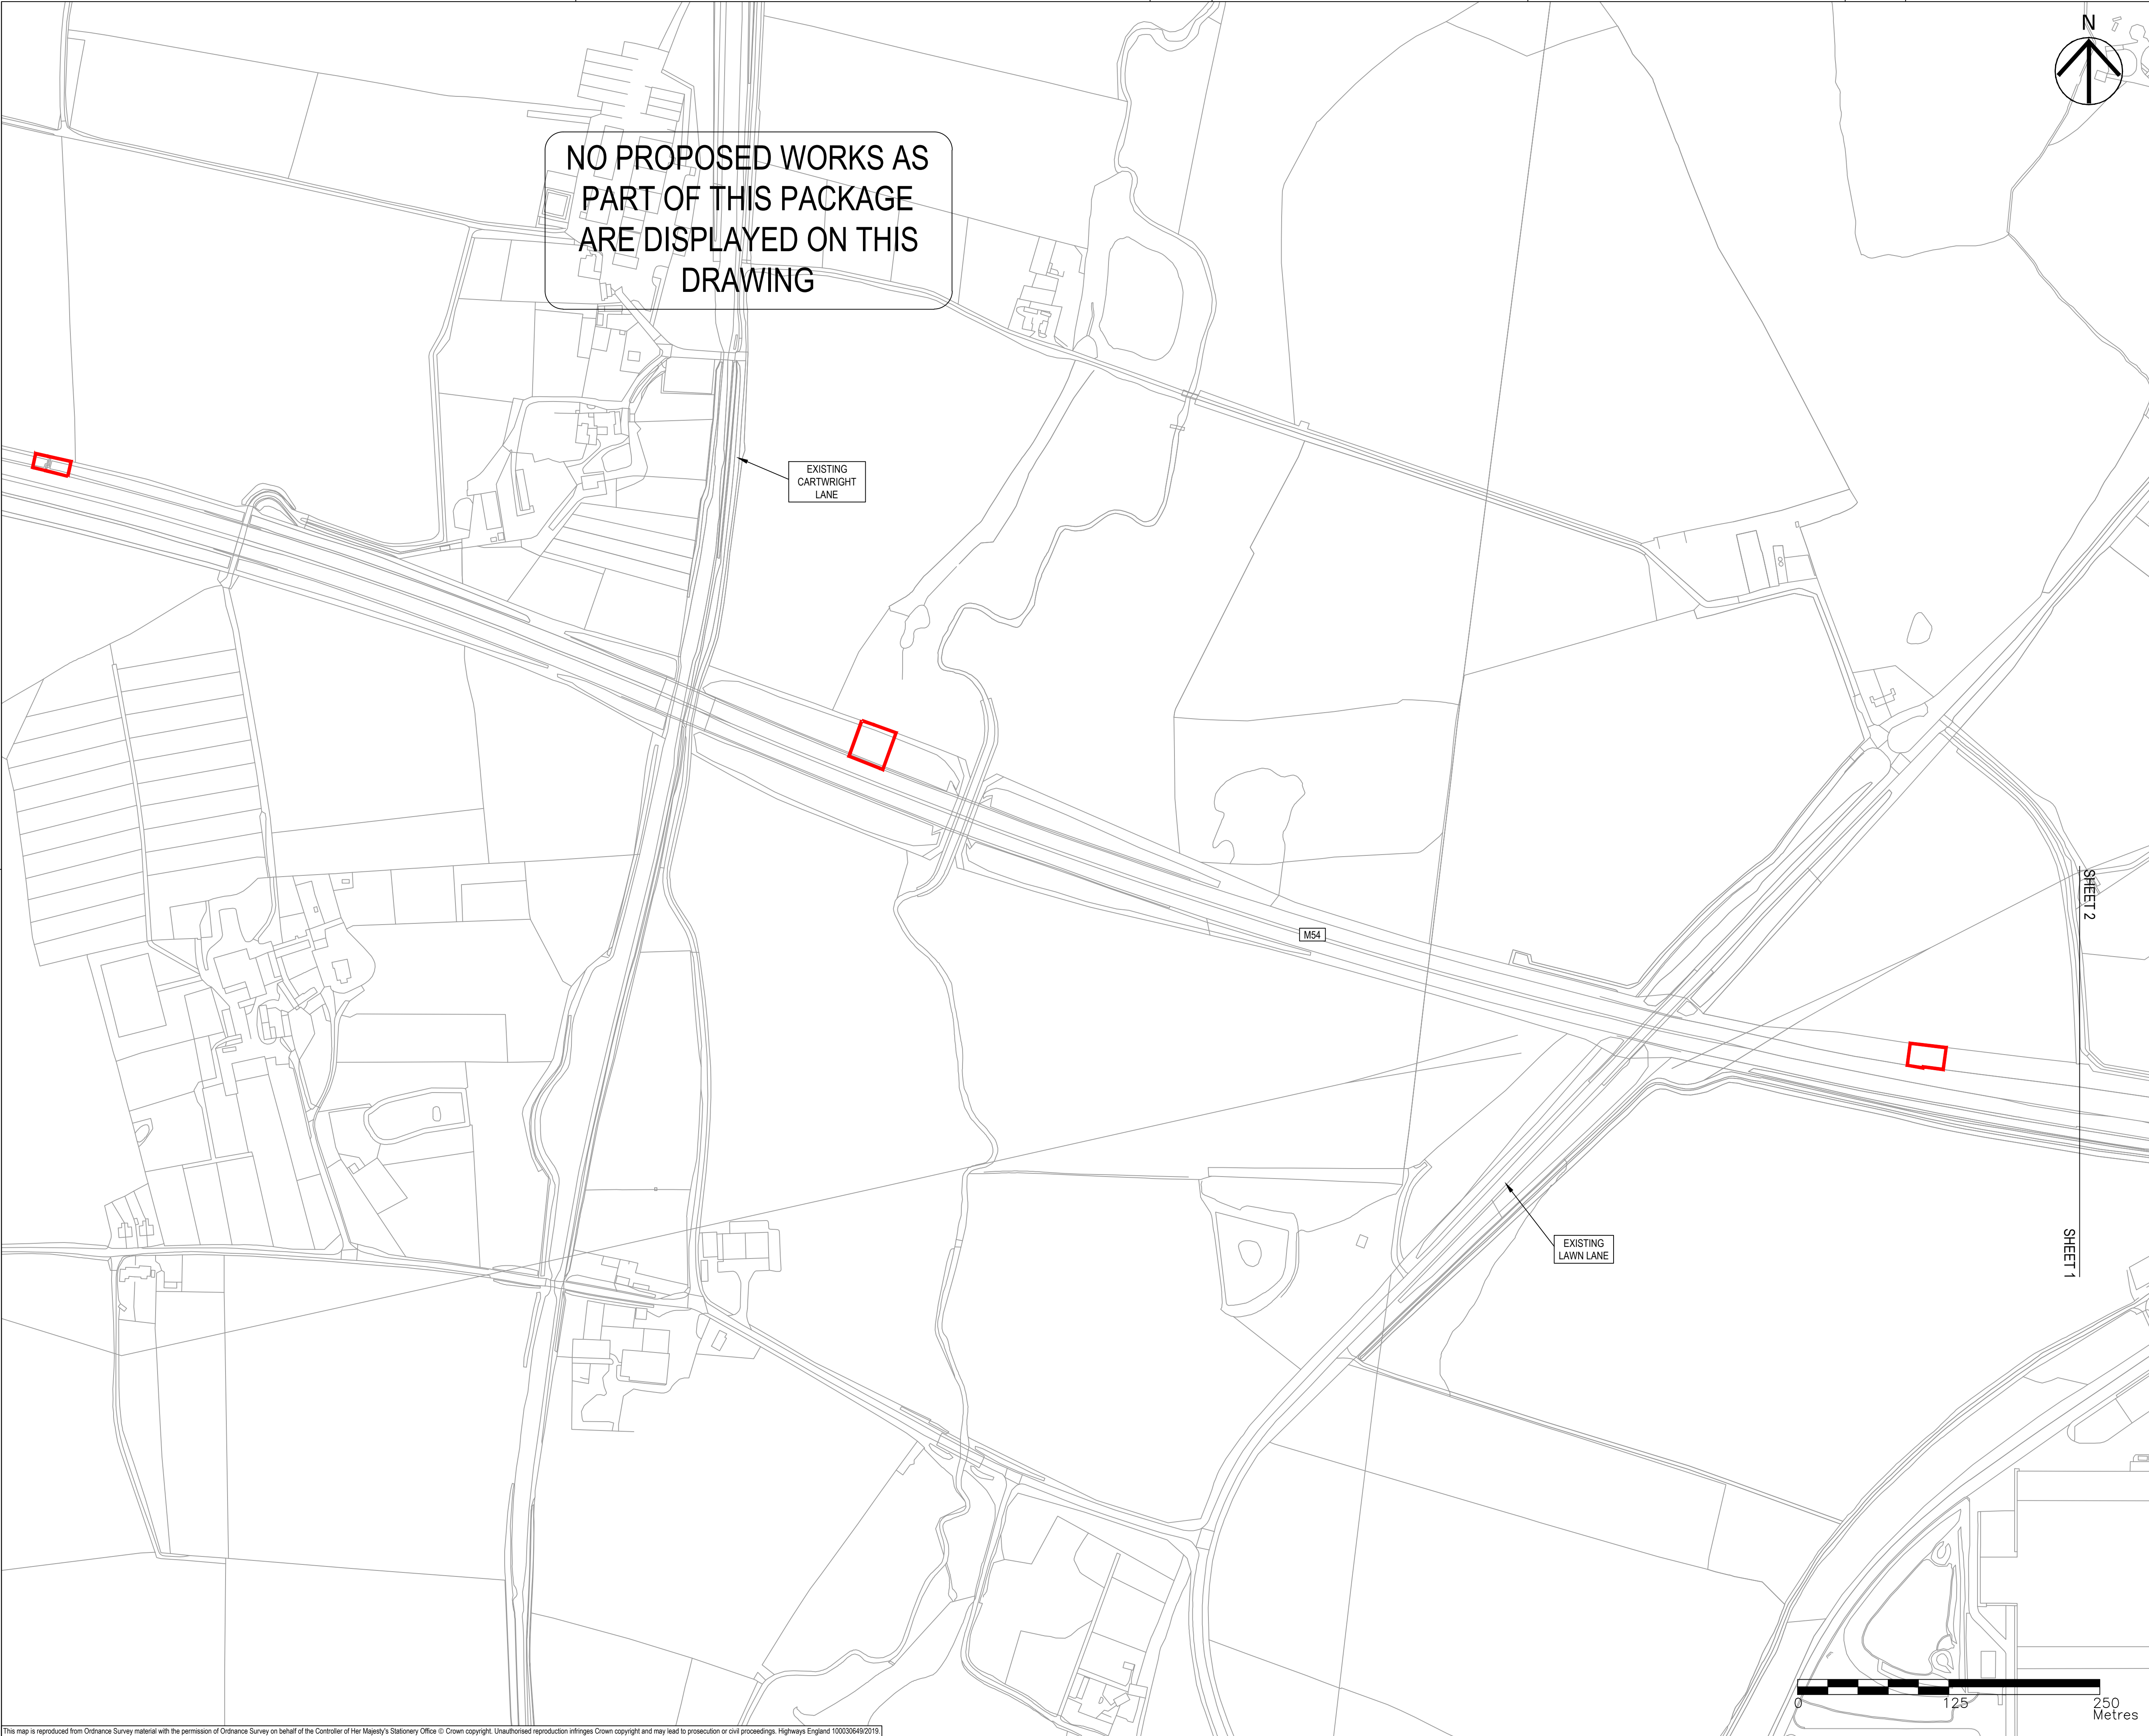 N
NO PROPOSED WORKS AS
PART OF THIS PACKAGE
ARE DISPLAYED ON THIS
DRAWING
EXISTING
CARTWRIGHT
LANE
M54
SHEET 2
SHEET 1
EXISTING
LAWN LANE
0 125 250
Metres
This map is reproduced from Ordnance Survey material with the permission of Ordnance Survey on behalf of the Controller of Her Majesty's Stationery Office © Crown copyright. Unauthorised reproduction infringes Crown copyright and may lead to prosecution or civil proceedings. Highways England 100030649/2019.